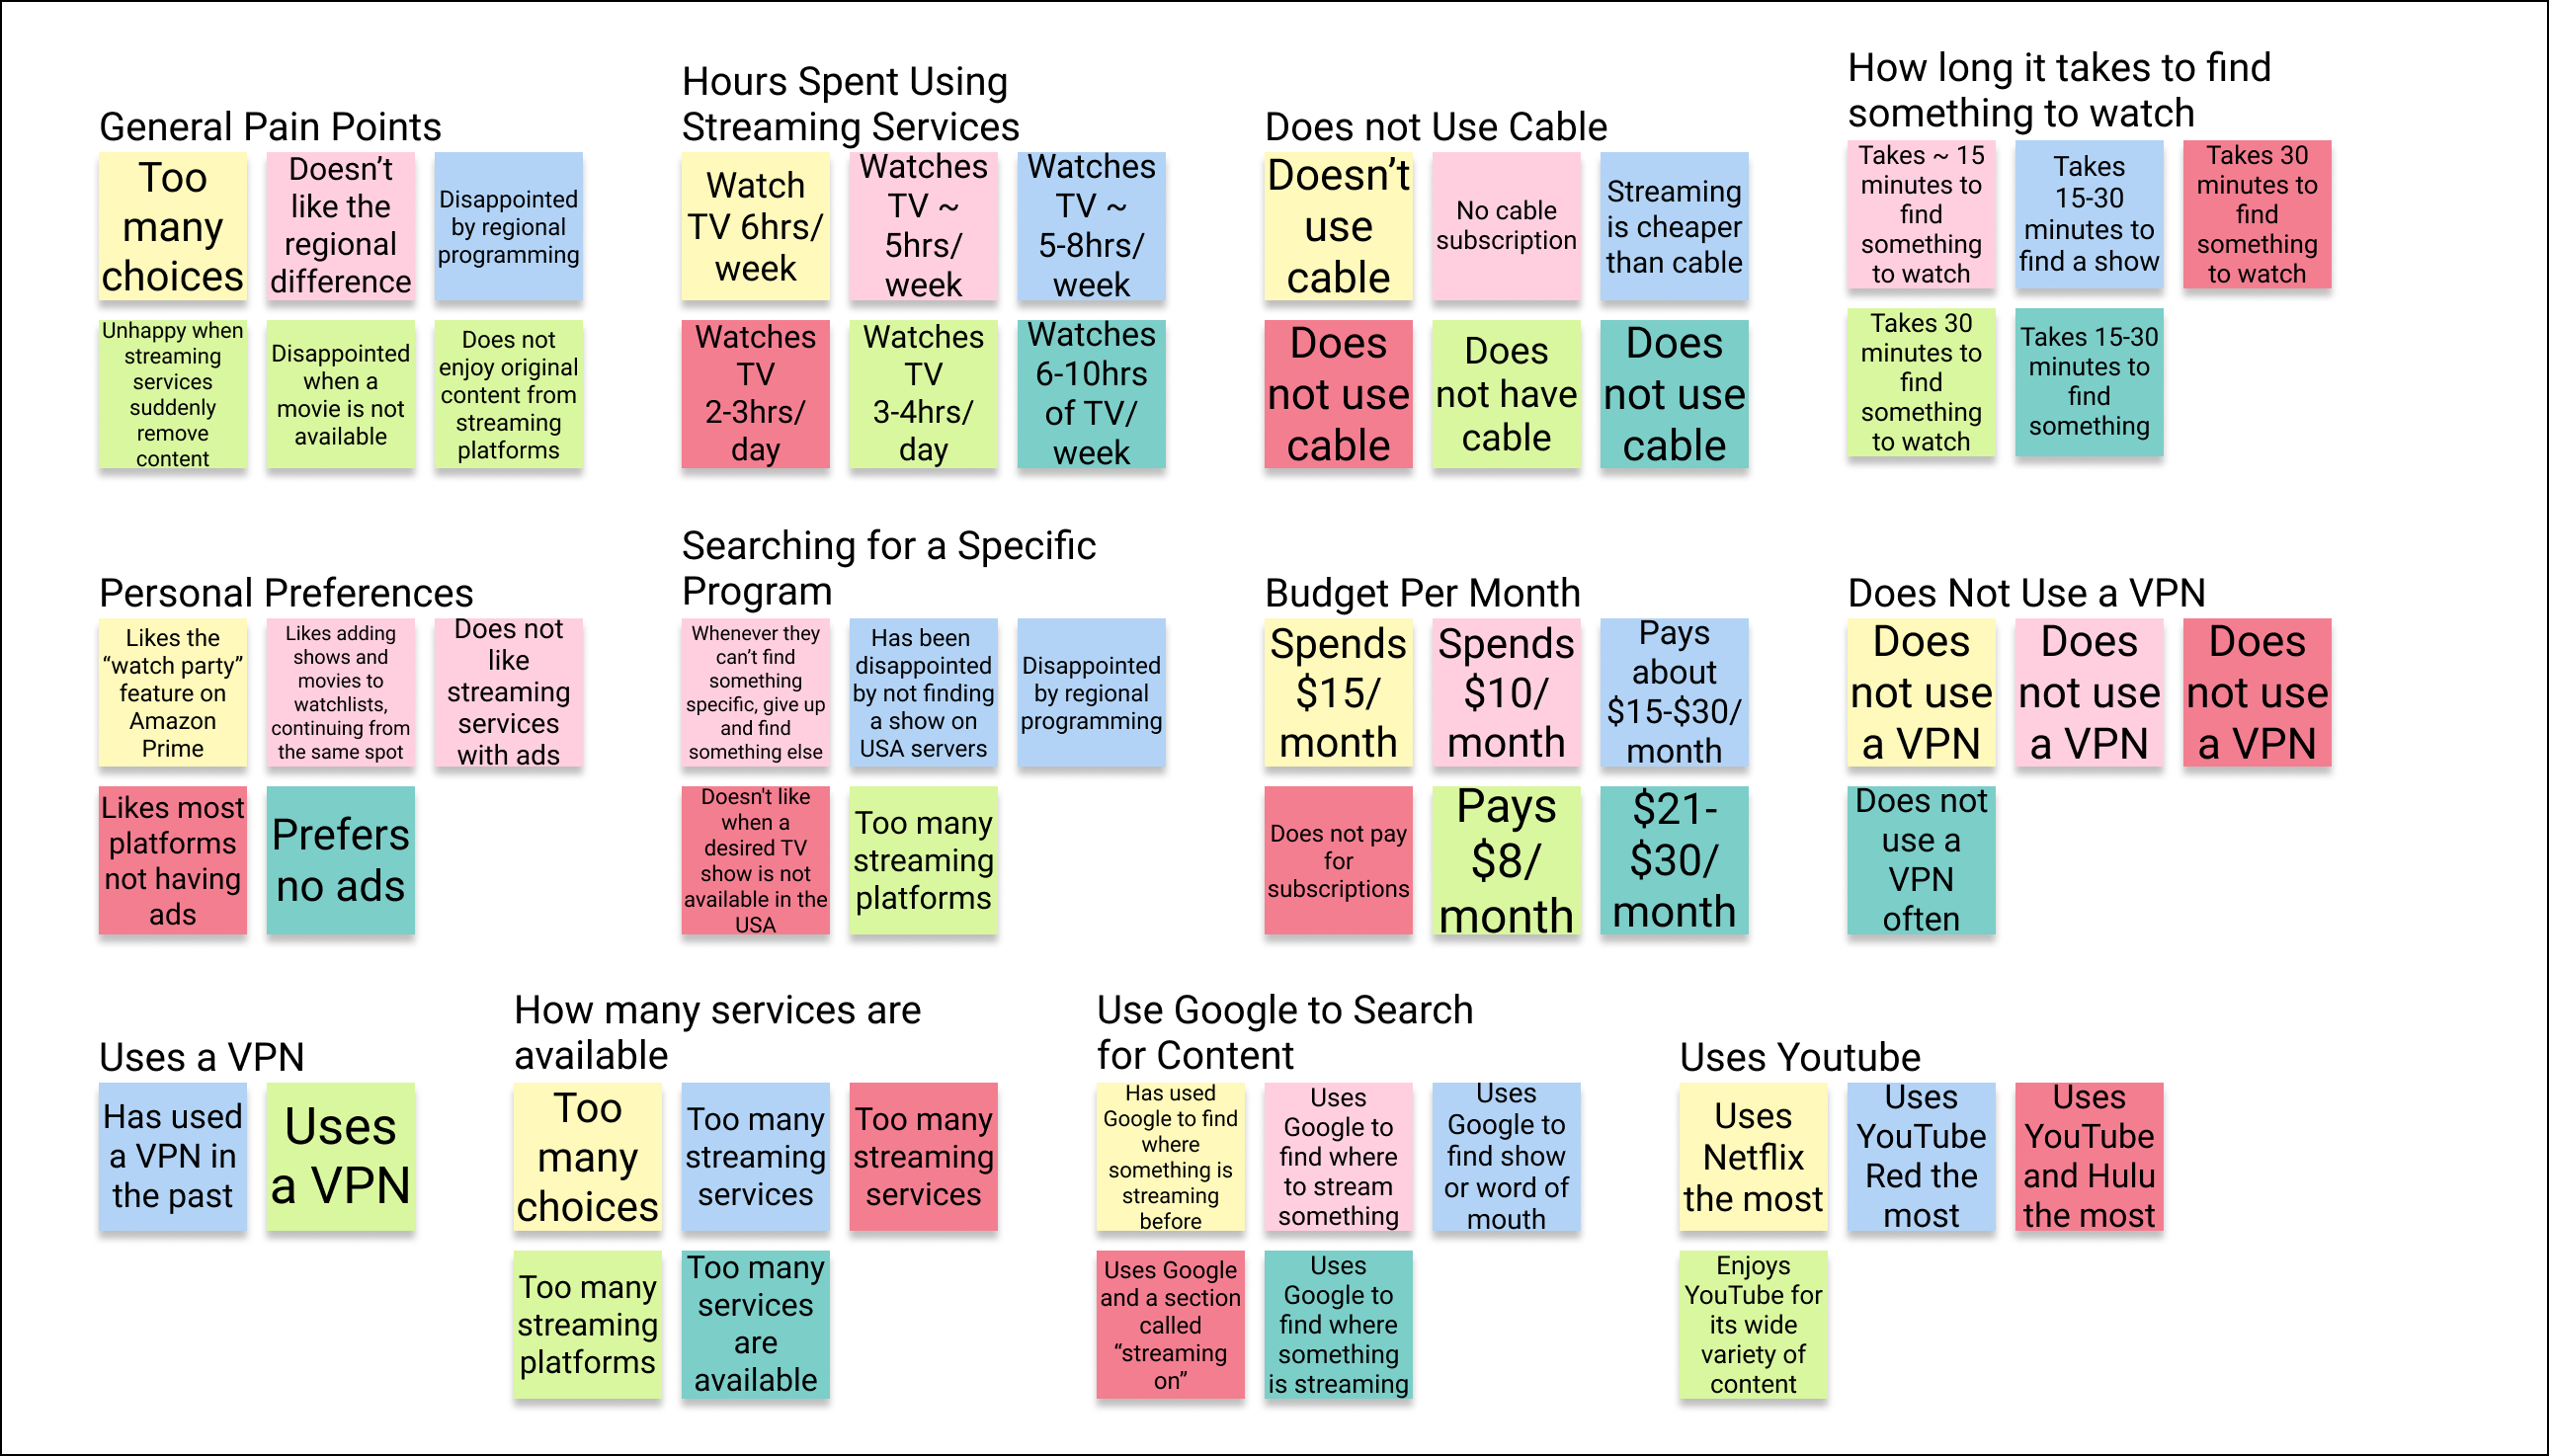 General Pain Points
Too
many
choices
Doesn’t
like the
regional
difference
Disappointed
by regional
programming
Unhappy when
streaming
services
suddenly
remove
content
Disappointed
when a
movie is not
available
Does not
enjoy original
content from
streaming
platforms
Hours Spent Using
Streaming Services
Watch
TV 6hrs/
week
Watches
TV ~
5hrs/
week
Watches
TV ~
5-8hrs/
week
Watches
TV
2-3hrs/
day
Watches
TV
3-4hrs/
day
Watches
6-10hrs
of TV/
week
Does not Use Cable
Doesn’t
use
cable
No cable
subscription
Streaming
is cheaper
than cable
Does
not use
cable
Does
not have
cable
Does
not use
cable
How long it takes to find
something to watch
Takes ~ 15
minutes to
find
something
to watch
Takes
15-30
minutes to
find a show
Takes 30
minutes to
find
something
to watch
Takes 30
minutes to
find
something
to watch
Takes 15-30
minutes to
find
something
Personal Preferences
Likes the
“watch party”
feature on
Amazon
Prime
Likes adding
shows and
movies to
watchlists,
continuing from
the same spot
Does not
like
streaming
services
with ads
Likes most
platforms
not having
ads
Prefers
no ads
Searching for a Specific
Program
Whenever they
can’t find
something
specific, give up
and find
something else
Has been
disappointed
by not finding
a show on
USA servers
Disappointed
by regional
programming
Doesn't like
when a
desired TV
show is not
available in the
USA
Too many
streaming
platforms
Budget Per Month
Spends
$15/
month
Spends
$10/
month
Pays
about
$15-$30/
month
Does not pay
for
subscriptions
Pays
$8/
month
$21-
$30/
month
Does Not Use a VPN
Does
not use
a VPN
Does
not use
a VPN
Does
not use
a VPN
Does not
use a
VPN
often
Uses a VPN
Has used
a VPN in
the past
Uses
a VPN
How many services are
available
Too
many
choices
Too many
streaming
services
Too many
streaming
services
Too many
streaming
platforms
Too many
services
are
available
Use Google to Search
for Content
Has used
Google to find
where
something is
streaming
before
Uses
Google to
find where
to stream
something
Uses
Google to
find show
or word of
mouth
Uses Google
and a section
called
“streaming
on”
Uses
Google to
find where
something
is streaming
Uses Youtube
Uses
Netflix
the most
Uses
YouTube
Red the
most
Uses
YouTube
and Hulu
the most
Enjoys
YouTube for
its wide
variety of
content